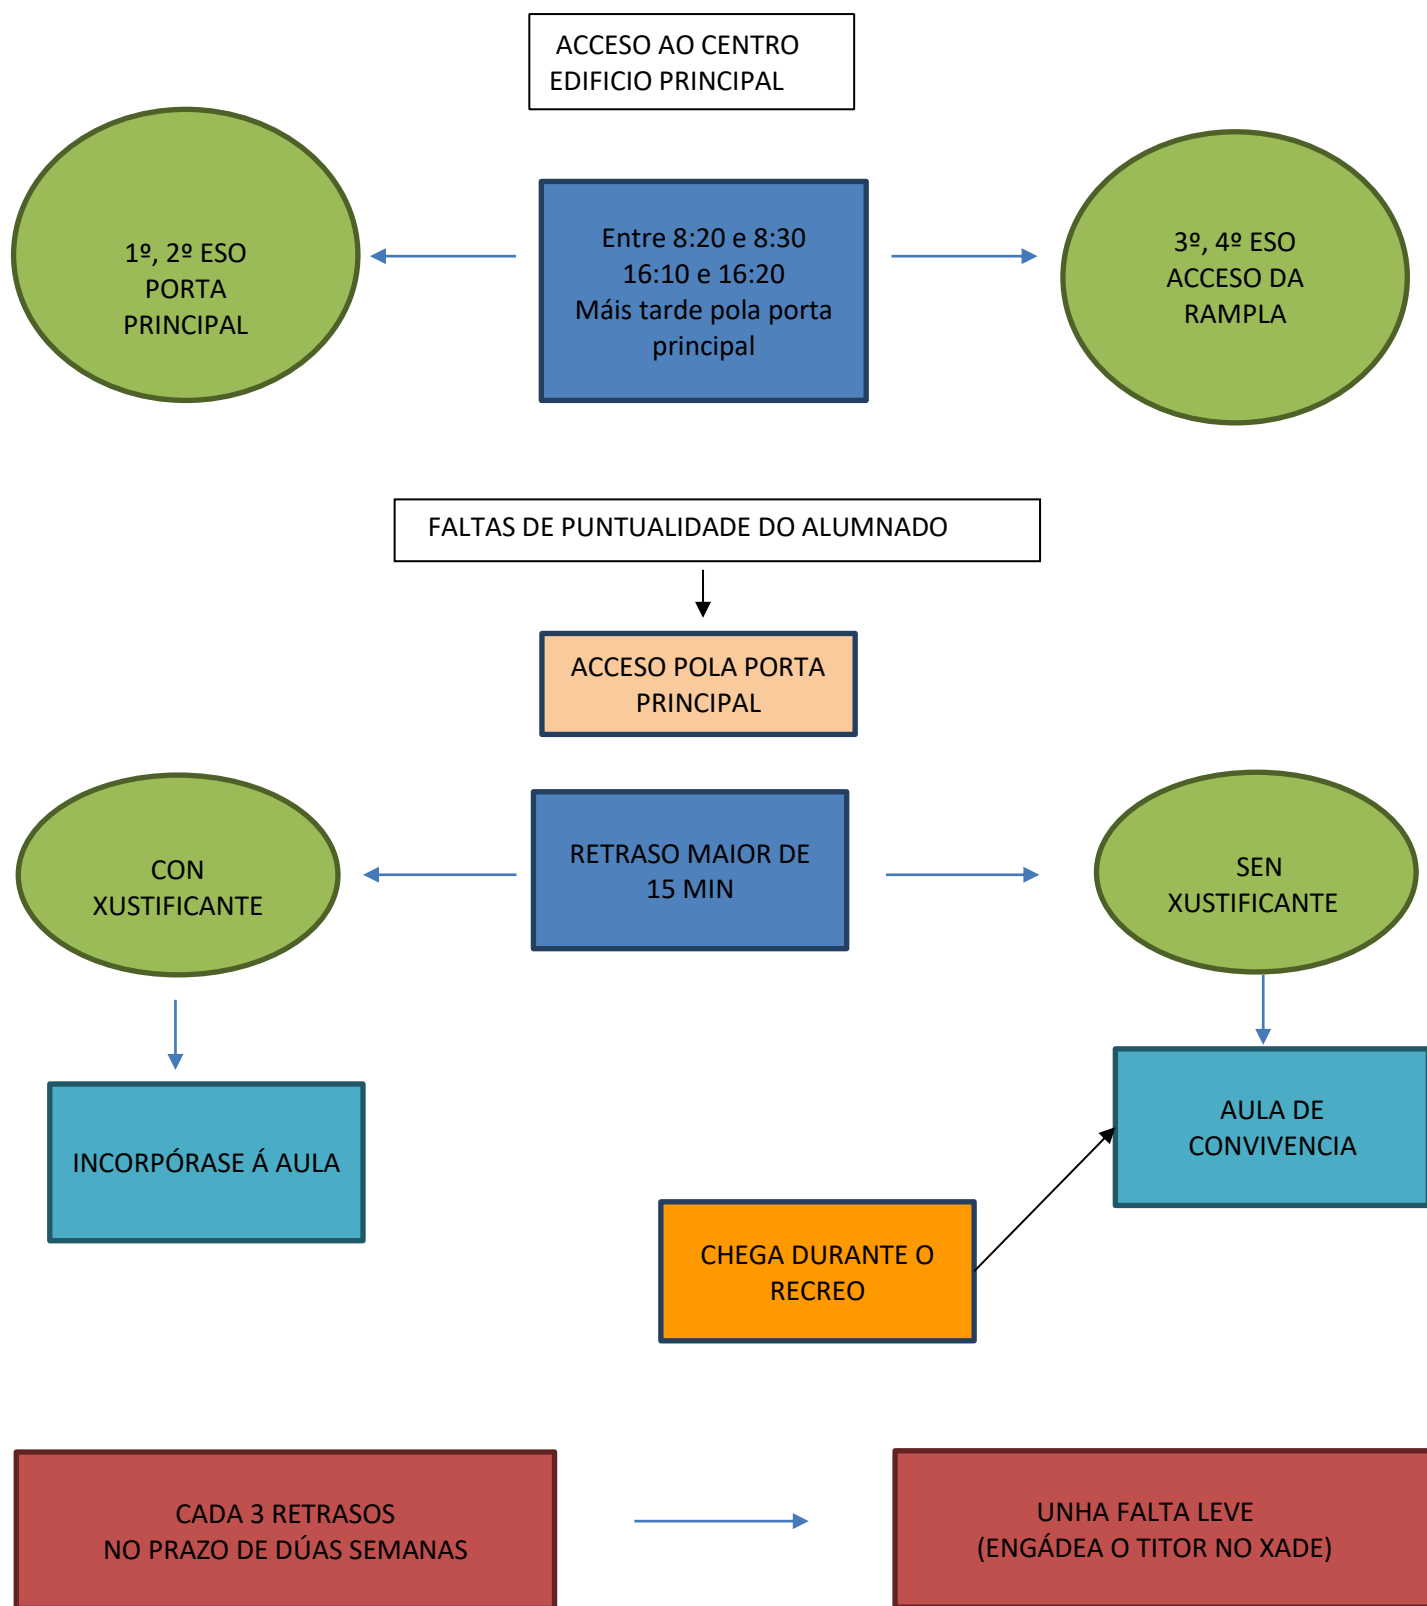 ACCESO AO CENTRO
EDIFICIO PRINCIPAL
1º, 2º ESO
PORTA
PRINCIPAL
Entre 8:20 e 8:30
16:10 e 16:20
Máis tarde pola porta
principal
3º, 4º ESO
ACCESO DA
RAMPLA
FALTAS DE PUNTUALIDADE DO ALUMNADO
ACCESO POLA PORTA
PRINCIPAL
CON
XUSTIFICANTE
RETRASO MAIOR DE
15 MIN
SEN
XUSTIFICANTE
INCORPÓRASE Á AULA
AULA DE
CONVIVENCIA
CHEGA DURANTE O
RECREO
CADA 3 RETRASOS
NO PRAZO DE DÚAS SEMANAS
UNHA FALTA LEVE
(ENGÁDEA O TITOR NO XADE)